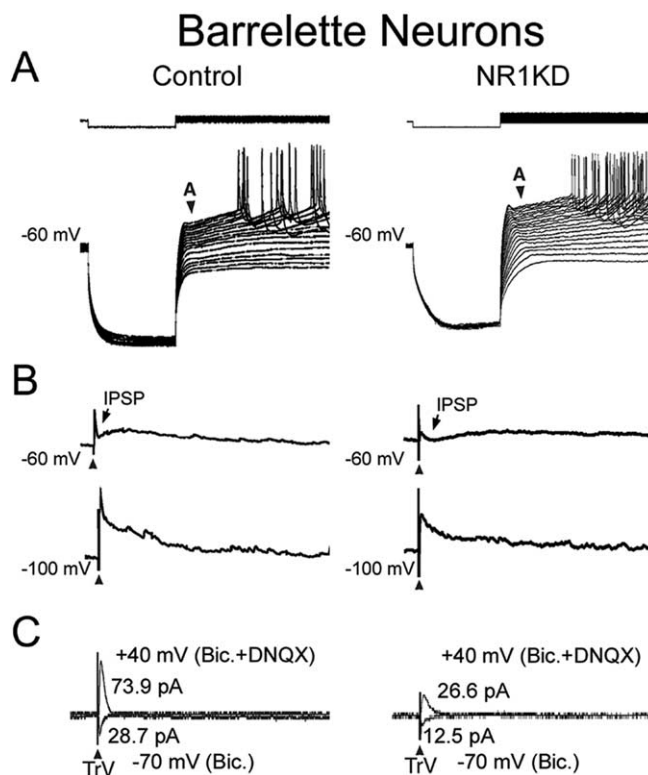 Barrelette Neurons
A
Control
NR1KD
A
A
-60 mV
-60 mV
B
IPSP
IPSP
-60 mV
-60 mV
-100 mV
-100 mV
C
+40 mV (Bic.+DNQX)
+40 mV (Bic.+DNQX)
73.9 pA
26.6 pA
28.7 pA
12.5 pA
TrV -70 mV (Bic.)
TrV -70 mV (Bic.)